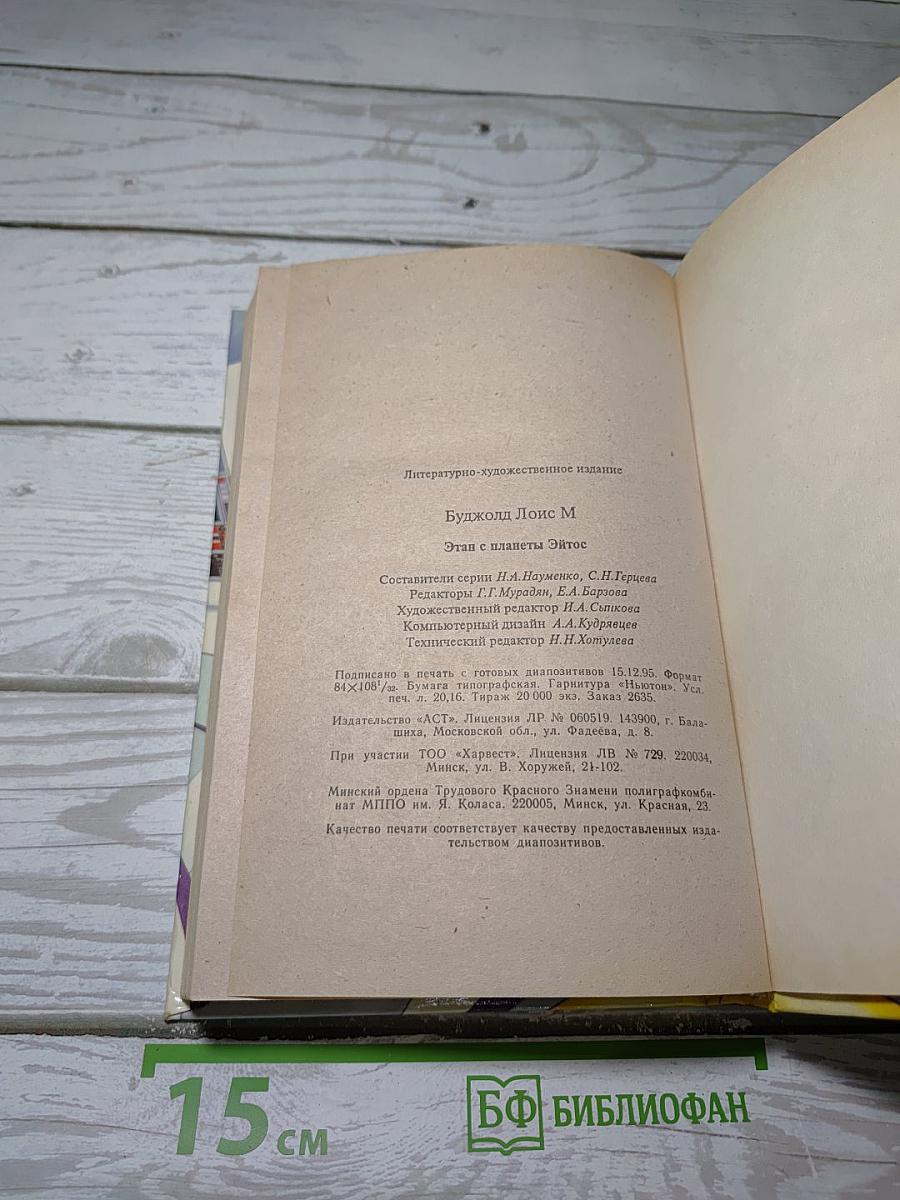 Литературно-художественное издание
Буджолд Лоис М
Этан с планеты Эйтос
Составители серии Н.А.Науменко, С.Н.Герцева
Редакторы Г.Г.Мурадян, Е.А.Барзова
Художественный редактор И.А.Сынкова
Компьютерный дизайн А.А.Кудрявцев
Технический редактор Н.Н.Хотулева
Подписано в печать с готовых диапозитивов 15.12.95. Формат
84×108¹/₃₂. Бумага типографская. Гарнитура «Ньютон». Усл.
печ. л. 20,16. Тираж 20 000 экз. Заказ 2635.
Издательство «АСТ». Лицензия ЛР № 060519. 143900, г. Бала-
шиха, Московской обл., ул. Фадеева, д. 8.
При участии ТОО «Харвест». Лицензия ЛВ № 729. 220034,
Минск, ул. В. Хоружей, 21-102.
Минский ордена Трудового Красного Знамени полиграфкомби-
нат МППО им. Я. Коласа. 220005, Минск, ул. Красная, 23.
Качество печати соответствует качеству предоставленных изда-
тельством диапозитивов.
15 см
БФ БИБЛИОФАН